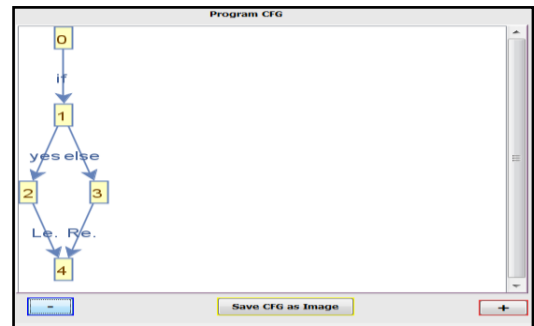 Program CFG
0
if
1
yes else
2 3
Le. Re.
4
- Save CFG as Image +